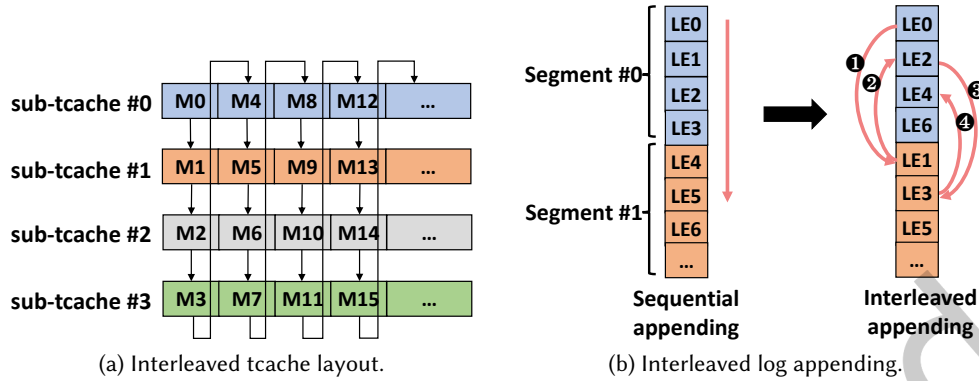 sub-tcache #0 M0 M4 M8 M12 ...
sub-tcache #1 M1 M5 M9 M13 ...
sub-tcache #2 M2 M6 M10 M14 ...
sub-tcache #3 M3 M7 M11 M15 ...
(a) Interleaved tcache layout.
Segment #0
LE0
LE1
LE2
LE3
Segment #1
LE4
LE5
LE6
...
Sequential
appending
LE0
LE2
LE4
LE6
LE1
LE3
LE5
...
❶
❷
❸
❹
Interleaved
appending
(b) Interleaved log appending.